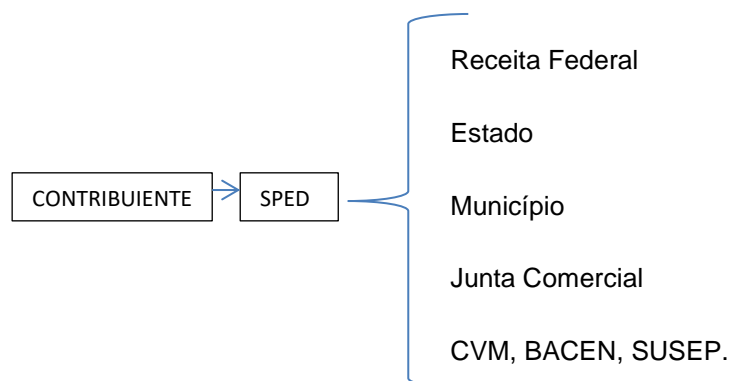 Receita Federal
Estado
CONTRIBUIENTE
SPED
Município
Junta Comercial
CVM, BACEN, SUSEP.